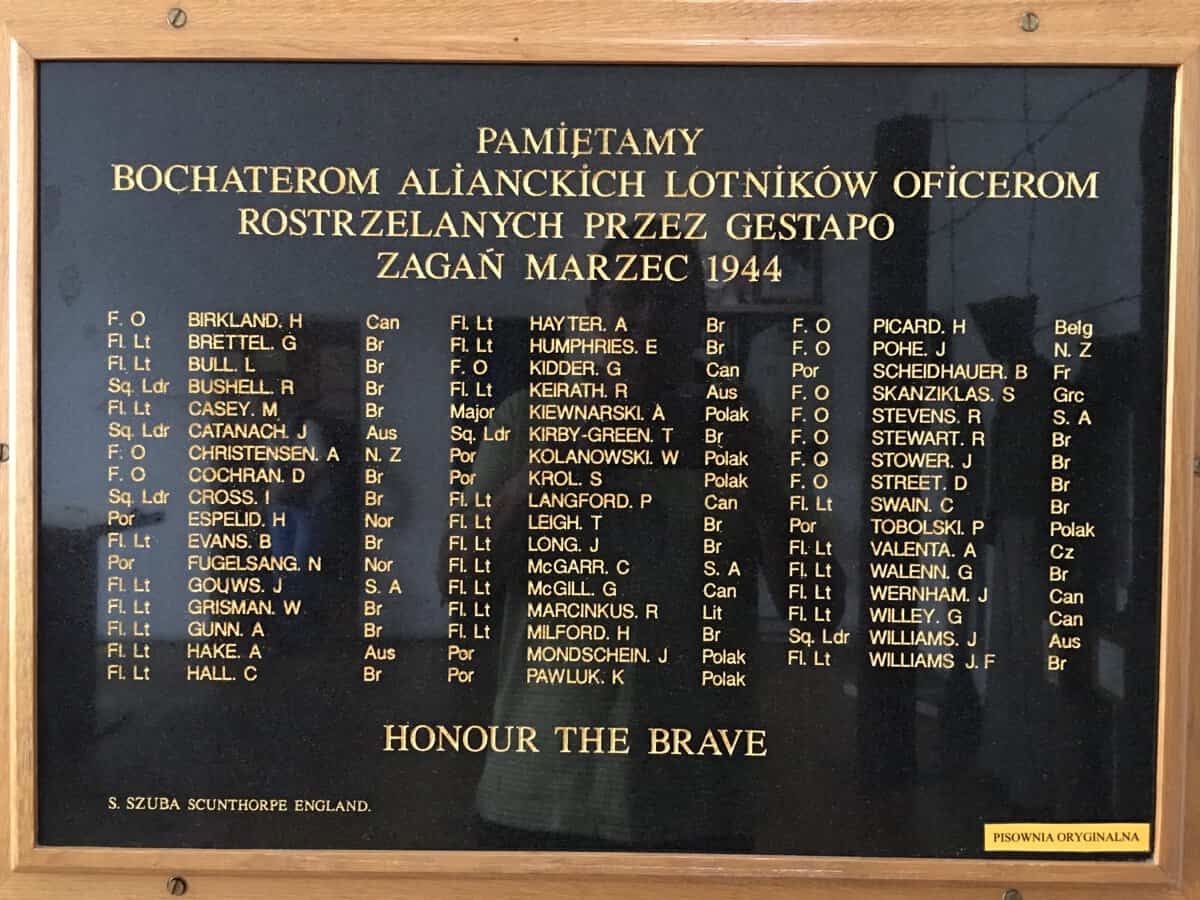 PAMIĘTAMY
BOCHATEROM ALIANCKICH LOTNIKÓW OFICEROM
ROSTRZELANYCH PRZEZ GESTAPO
ZAGAŃ MARZEC 1944
F. O BIRKLAND. H Can
Fl. Lt BRETTEL. G Br
Fl. Lt BULL. L Br
Sq. Ldr BUSHELL. R Br
Fl. Lt CASEY. M Br
Sq. Ldr CATANACH. J Aus
F. O CHRISTENSEN. A N. Z
F. O COCHRAN. D Br
Sq. Ldr CROSS. I Br
Por ESPELID. H Nor
Fl. Lt EVANS. B Br
Por FUGELSANG. N Nor
Fl. Lt GOUWS. J S. A
Fl. Lt GRISMAN. W Br
Fl. Lt GUNN. A Br
Fl. Lt HAKE. A Aus
Fl. Lt HALL. C Br
Fl. Lt HAYTER. A Br
Fl. Lt HUMPHRIES. E Br
F. O KIDDER. G Can
Fl. Lt KEIRATH. R Aus
Major KIEWNARSKI. A Polak
Sq. Ldr KIRBY-GREEN. T Br
Por KOLANOWSKI. W Polak
Por KROL. S Polak
Fl. Lt LANGFORD. P Can
Fl. Lt LEIGH. T Br
Fl. Lt LONG. J Br
Fl. Lt McGARR. C S. A
Fl. Lt McGILL. G Can
Fl. Lt MARCINKUS. R Lit
Fl. Lt MILFORD. H Br
Por MONDSCHEIN. J Polak
Por PAWLUK. K Polak
F. O PICARD. H Belg
F. O POHE. J N. Z
Por SCHEIDHAUER. B Fr
F. O SKANZIKLAS. S Grc
F. O STEVENS. R S. A
F. O STEWART. R Br
F. O STOWER. J Br
F. O STREET. D Br
Fl. Lt SWAIN. C Br
Por TOBOLSKI. P Polak
Fl. Lt VALENTA. A Cz
Fl. Lt WALENN. G Br
Fl. Lt WERNHAM. J Can
Fl. Lt WILLEY. G Can
Sq. Ldr WILLIAMS. J Aus
Fl. Lt WILLIAMS J. F Br
HONOUR THE BRAVE
S. SZUBA SCUNTHORPE ENGLAND.
PISOWNIA ORYGINALNA